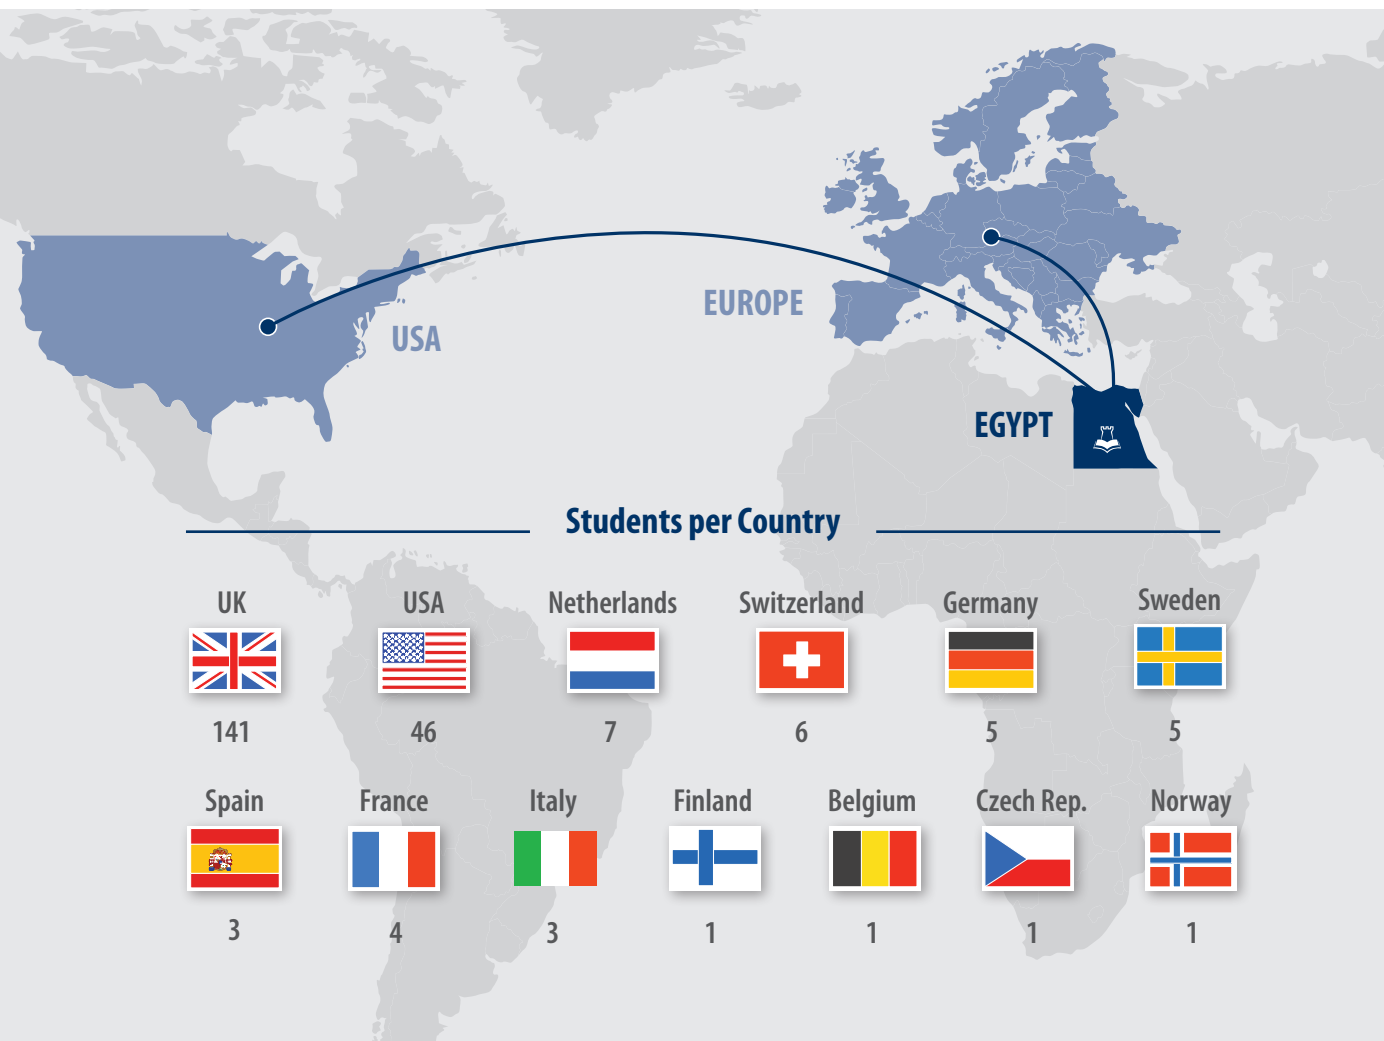 EUROPE
USA
EGYPT
Students per Country
UK USA Netherlands Switzerland Germany Sweden
141 46 7 6 5 5
Spain France Italy Finland Belgium Czech Rep. Norway
3 4 3 1 1 1 1